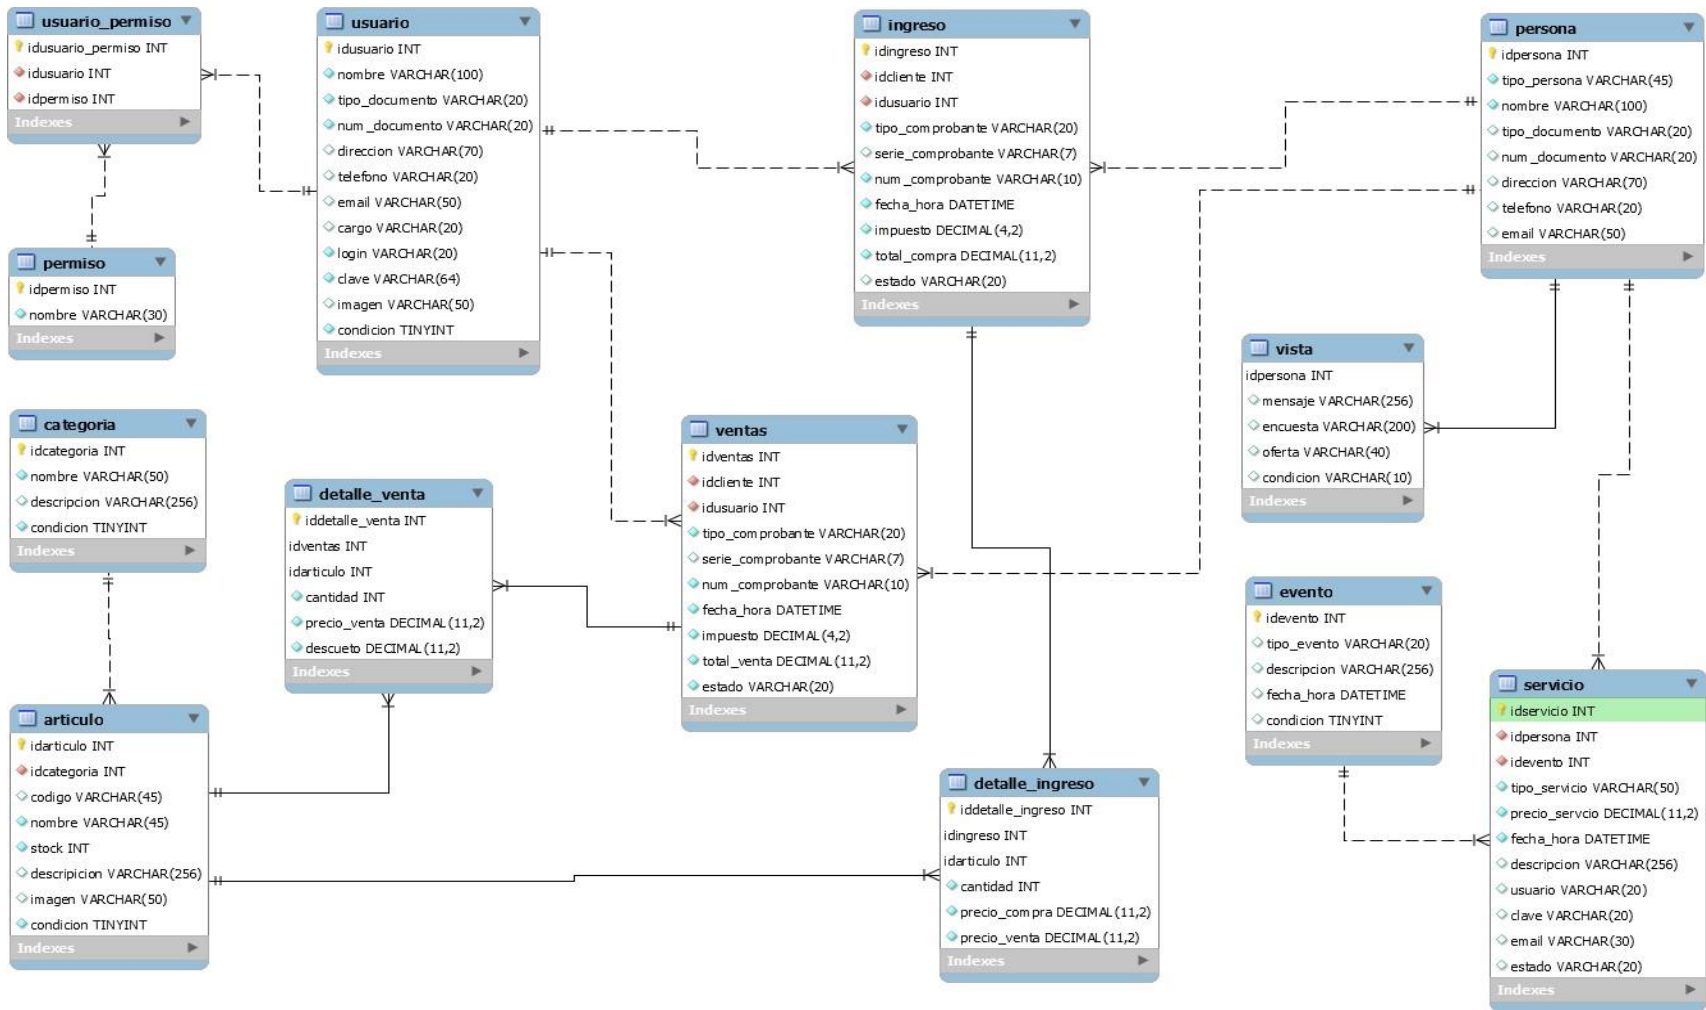 usuario_permiso
idusuario_permiso INT
idusuario INT
idpermiso INT
Indexes
usuario
idusuario INT
nombre VARCHAR(100)
tipo_documento VARCHAR(20)
num_documento VARCHAR(20)
direccion VARCHAR(70)
telefono VARCHAR(20)
email VARCHAR(50)
cargo VARCHAR(20)
login VARCHAR(20)
clave VARCHAR(64)
imagen VARCHAR(50)
condicion TINYINT
Indexes
ingreso
idingreso INT
idcliente INT
idusuario INT
tipo_comprobante VARCHAR(20)
serie_comprobante VARCHAR(7)
num_comprobante VARCHAR(10)
fecha_hora DATETIME
impuesto DECIMAL(4,2)
total_compra DECIMAL(11,2)
estado VARCHAR(20)
Indexes
persona
idpersona INT
tipo_persona VARCHAR(45)
nombre VARCHAR(100)
tipo_documento VARCHAR(20)
num_documento VARCHAR(20)
direccion VARCHAR(70)
telefono VARCHAR(20)
email VARCHAR(50)
Indexes
permiso
idpermiso INT
nombre VARCHAR(30)
Indexes
vista
idpersona INT
mensaje VARCHAR(256)
encuesta VARCHAR(200)
oferta VARCHAR(40)
condicion VARCHAR(10)
Indexes
categoria
idcategoria INT
nombre VARCHAR(50)
descripcion VARCHAR(256)
condicion TINYINT
Indexes
detalle_venta
iddetalle_venta INT
idventas INT
idarticulo INT
cantidad INT
precio_venta DECIMAL(11,2)
descueto DECIMAL(11,2)
Indexes
ventas
idventas INT
idcliente INT
idusuario INT
tipo_comprobante VARCHAR(20)
serie_comprobante VARCHAR(7)
num_comprobante VARCHAR(10)
fecha_hora DATETIME
impuesto DECIMAL(4,2)
total_venta DECIMAL(11,2)
estado VARCHAR(20)
Indexes
evento
idevento INT
tipo_evento VARCHAR(20)
descripcion VARCHAR(256)
fecha_hora DATETIME
condicion TINYINT
Indexes
servicio
idservicio INT
idpersona INT
idevento INT
tipo_servicio VARCHAR(50)
precio_servcio DECIMAL(11,2)
fecha_hora DATETIME
descripcion VARCHAR(256)
usuario VARCHAR(20)
clave VARCHAR(20)
email VARCHAR(30)
estado VARCHAR(20)
Indexes
articulo
idarticulo INT
idcategoria INT
codigo VARCHAR(45)
nombre VARCHAR(45)
stock INT
descripicion VARCHAR(256)
imagen VARCHAR(50)
condicion TINYINT
Indexes
detalle_ingreso
iddetalle_ingreso INT
idingreso INT
idarticulo INT
cantidad INT
precio_compra DECIMAL(11,2)
precio_venta DECIMAL(11,2)
Indexes